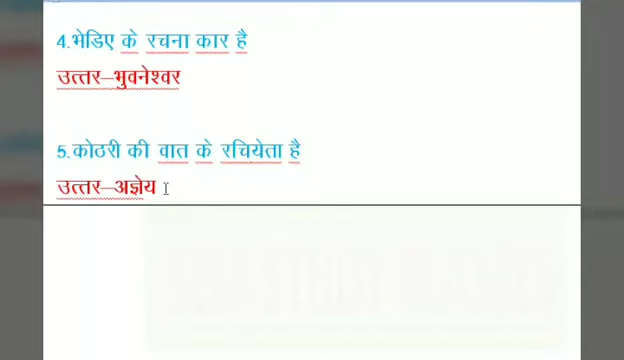 4.भेडिए के रचना कार है
उत्तर–भुवनेश्वर
5.कोठरी की वात के रचियेता है
उत्तर–अज्ञेय